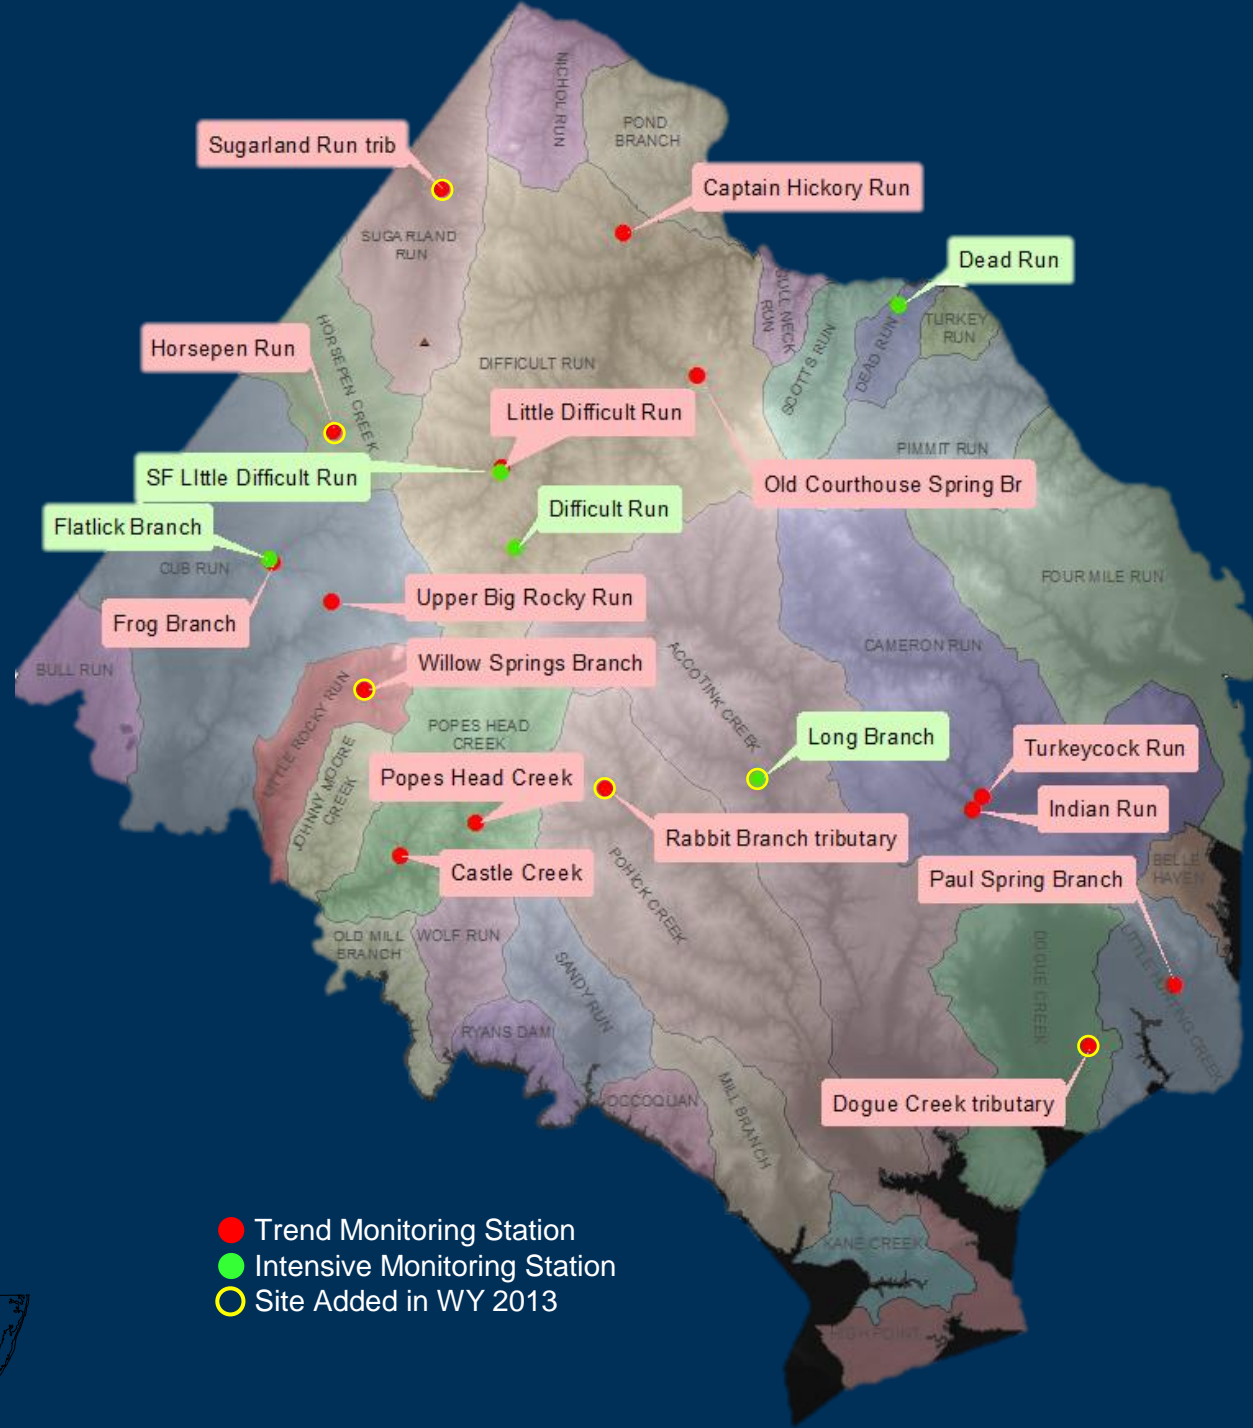 NICHOL RUN
POND
BRANCH
Sugarland Run trib
Captain Hickory Run
SUGARLAND
RUN
Dead Run
BULL NECK
RUN
SCOTTS RUN
DEAD RUN
TURKEY
RUN
HORSEPEN CREEK
Horsepen Run
DIFFICULT RUN
Little Difficult Run
PIMMIT RUN
SF LIttle Difficult Run
Old Courthouse Spring Br
Difficult Run
Flatlick Branch
CUB RUN
FOUR MILE RUN
Upper Big Rocky Run
Frog Branch
ACCOTINK CREEK
CAMERON RUN
BULL RUN
Willow Springs Branch
LITTLE ROCKY RUN
POPES HEAD
CREEK
Long Branch
Turkeycock Run
JOHNNY MOORE
CREEK
Popes Head Creek
Indian Run
Rabbit Branch tributary
Castle Creek
POHICK CREEK
BELLE
HAVEN
Paul Spring Branch
OLD MILL
BRANCH
WOLF RUN
SANDY RUN
DOGUE CREEK
LITTLE HUNTING CREEK
RYANS DAM
OCCOQUAN
MILL BRANCH
Dogue Creek tributary
KANE CREEK
HIGH POINT
Trend Monitoring Station
Intensive Monitoring Station
Site Added in WY 2013